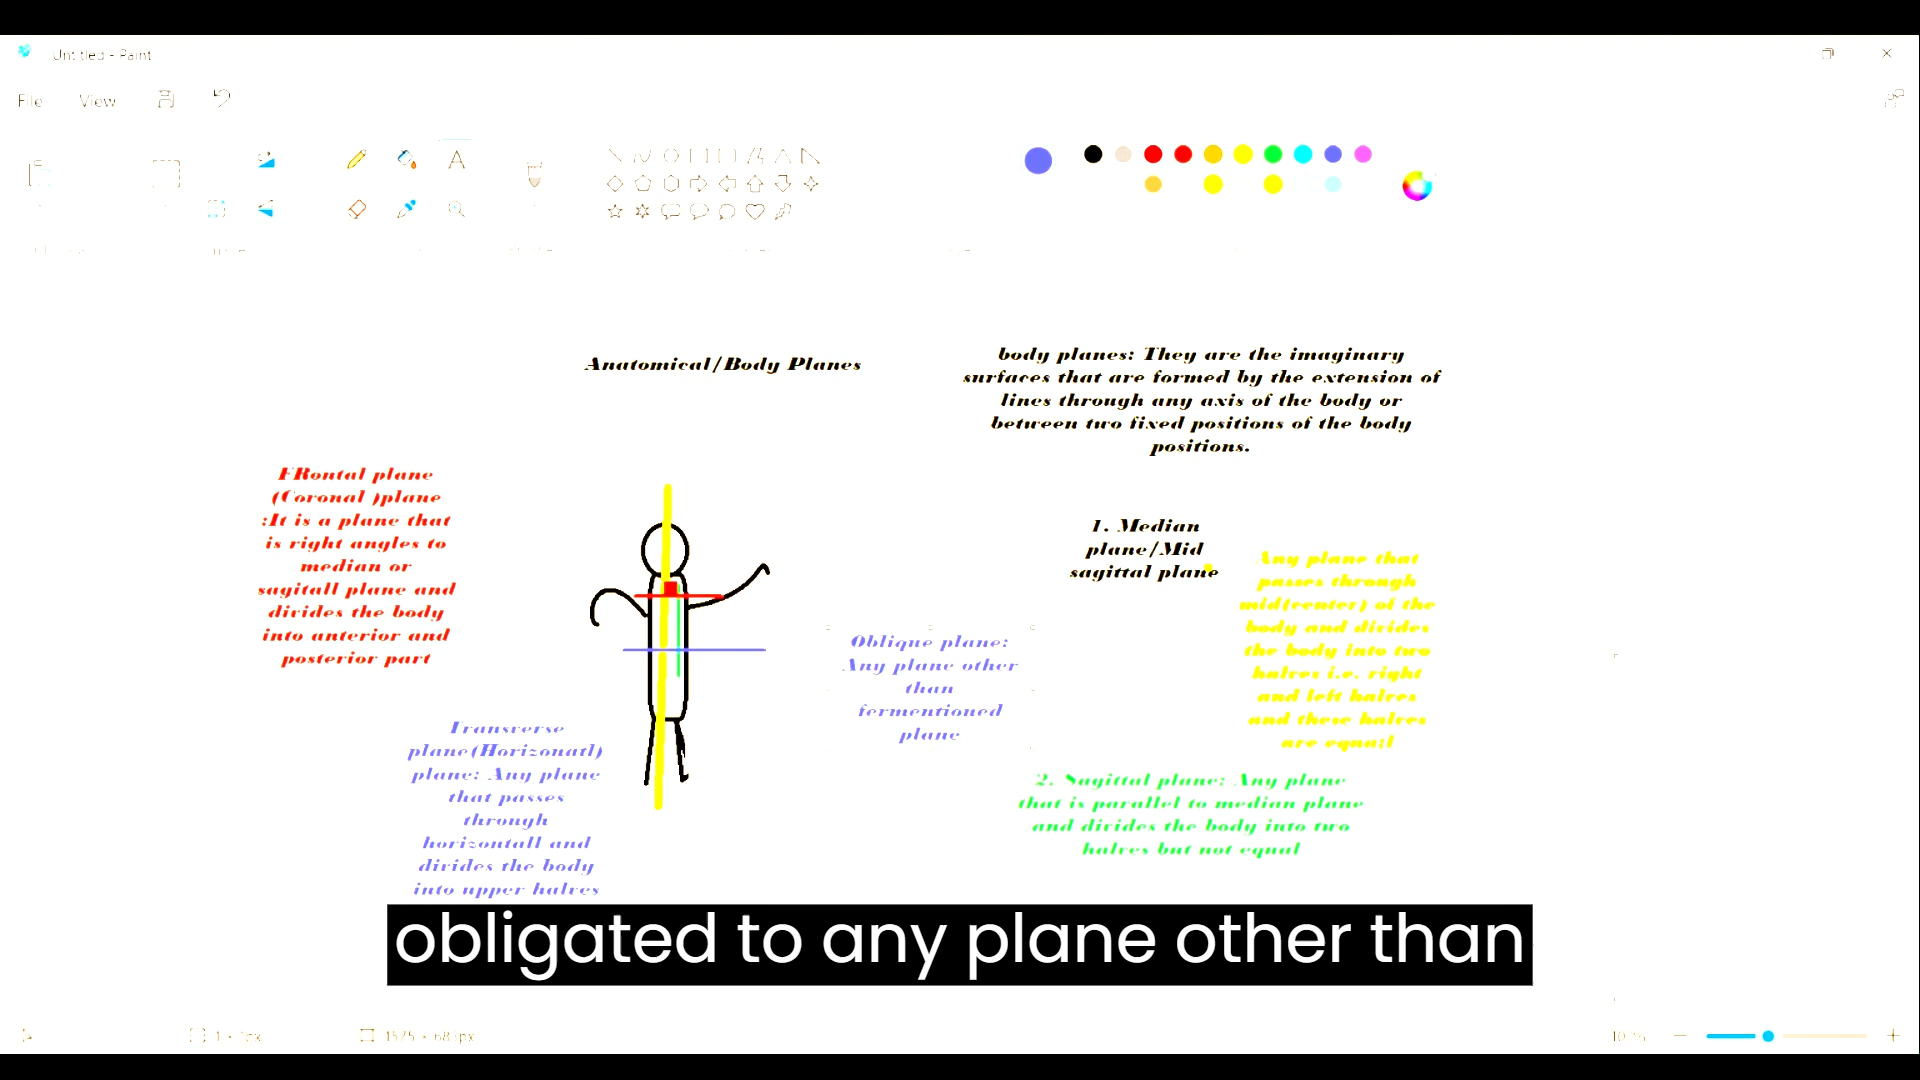 Untitled - Paint
File
View
Anatomical/Body Planes
body planes: They are the imaginary
surfaces that are formed by the extension of
lines through any axis of the body or
between two fixed positions of the body
positions.
FRontal plane
(Coronal )plane
:It is a plane that
is right angles to
median or
sagitall plane and
divides the body
into anterior and
posterior part
1. Median
plane/Mid
sagittal plane
Any plane that
passes through
mid(center) of the
body and divides
the body into two
halves i.e. right
and left halves
and these halves
are equa;l
Oblique plane:
Any plane other
than
fermentioned
plane
Transverse
plane(Horizonatl)
plane: Any plane
that passes
through
horizontall and
divides the body
into upper halves
2. Sagittal plane: Any plane
that is parallel to median plane
and divides the body into two
halves but not equal
obligated to any plane other than